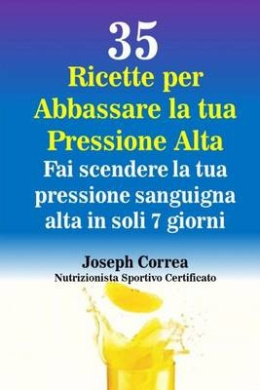 35
Ricette per
Abbassare la tua
Pressione Alta
Fai scendere la tua
pressione sanguigna
alta in soli 7 giorni
Joseph Correa
Nutrizionista Sportivo Certificato